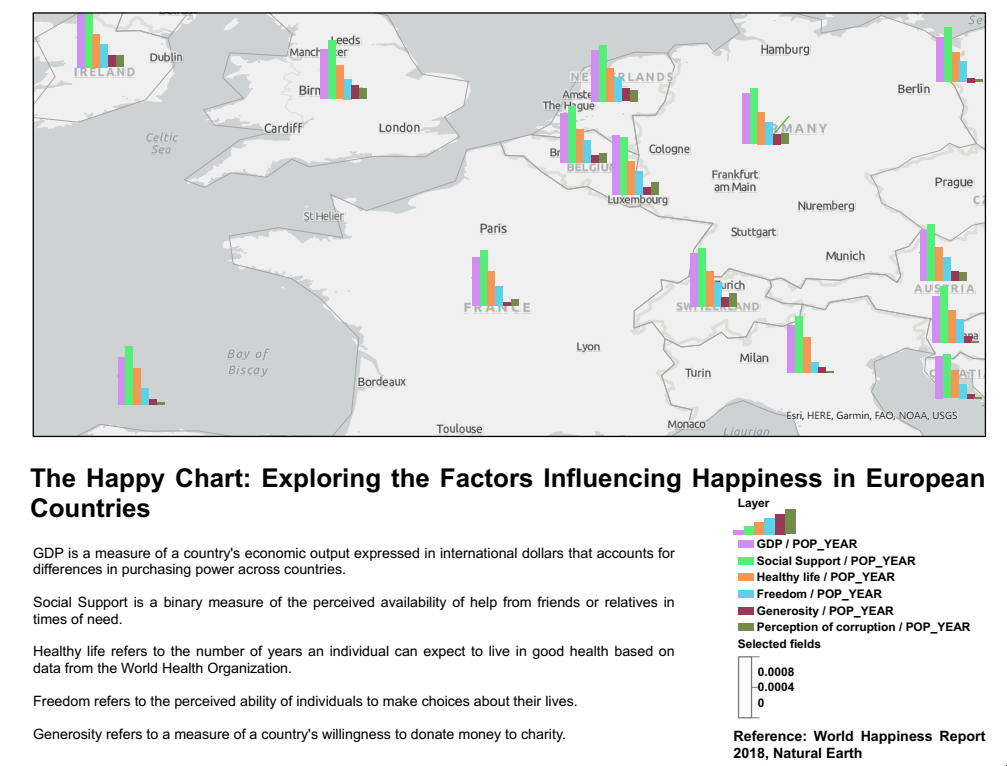 Se
Leeds
Dublin
IRELAND
Hamburg
Berlin
Cardiff
London
Celtic
Sea
The Hague
Cologne
BELGIUM
Luxembourg
Frankfurt
am Main
Prague
Nuremberg
St Helier
Paris
Stuttgart
Munich
AUSTRIA
FRANCE
SWITZERLAND
Lyon
Milan
Turin
Bay of
Biscay
Bordeaux
Toulouse
Monaco
Ligurian
Esri, HERE, Garmin, FAO, NOAA, USGS
The Happy Chart: Exploring the Factors Influencing Happiness in European
Countries
GDP is a measure of a country's economic output expressed in international dollars that accounts for
differences in purchasing power across countries.
Social Support is a binary measure of the perceived availability of help from friends or relatives in
times of need.
Healthy life refers to the number of years an individual can expect to live in good health based on
data from the World Health Organization.
Freedom refers to the perceived ability of individuals to make choices about their lives.
Generosity refers to a measure of a country's willingness to donate money to charity.
Layer
GDP / POP_YEAR
Social Support / POP_YEAR
Healthy life / POP_YEAR
Freedom / POP_YEAR
Generosity / POP_YEAR
Perception of corruption / POP_YEAR
Selected fields
0.0008
0.0004
0
Reference: World Happiness Report
2018, Natural Earth